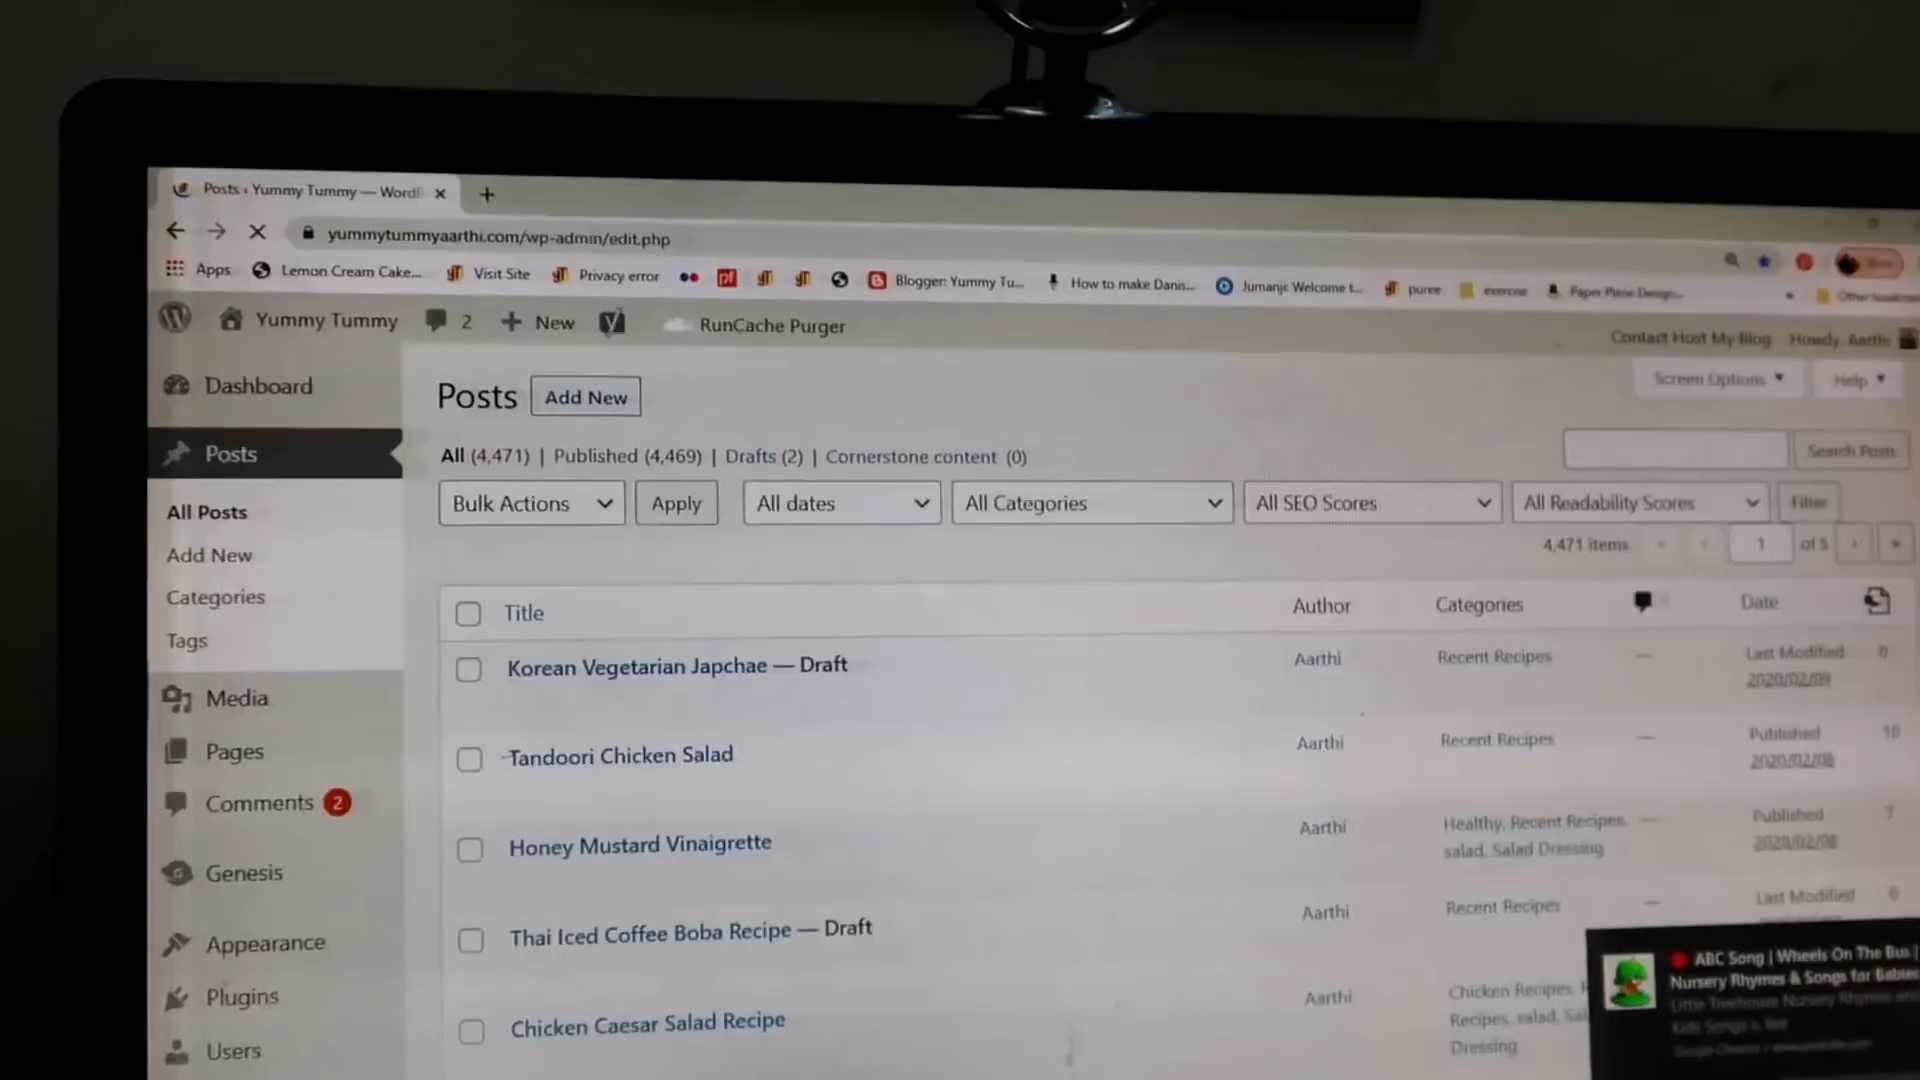 Posts ‹ Yummy Tummy — WordP
yummytummyaarthi.com/wp-admin/edit.php
Apps Lemon Cream Cake... Visit Site Privacy error Blogger: Yummy Tu... How to make Danis... Jumanji: Welcome t... puree exercise Paper Plane Design... Other bookmar
Yummy Tummy 2 New RunCache Purger
Contact Host My Blog Howdy, Aarthi
Dashboard
Posts Add New
Screen Options Help
Posts
All (4,471) | Published (4,469) | Drafts (2) | Cornerstone content (0)
Search Posts
Bulk Actions Apply All dates All Categories All SEO Scores All Readability Scores Filter
All Posts
4,471 items « ‹ 1 of 5 › »
Add New
Categories
Tags
Title Author Categories Date
Korean Vegetarian Japchae — Draft Aarthi Recent Recipes — Last Modified 0
2020/02/09
Media
Tandoori Chicken Salad Aarthi Recent Recipes — Published 10
2020/02/08
Pages
Comments 2
Honey Mustard Vinaigrette Aarthi Healthy, Recent Recipes, — Published 7
salad, Salad Dressing 2020/02/08
Genesis
Thai Iced Coffee Boba Recipe — Draft Aarthi Recent Recipes — Last Modified 0
Appearance
Plugins
Chicken Caesar Salad Recipe Aarthi Chicken Recipes,
Recipes, salad,
Dressing
Users
ABC Song | Wheels On The Bus |
Nursery Rhymes & Songs for Babies
Little Treehouse Nursery Rhymes and
Kids Songs is live